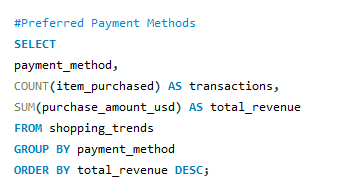 #Preferred Payment Methods
SELECT
payment_method,
COUNT(item_purchased) AS transactions,
SUM(purchase_amount_usd) AS total_revenue
FROM shopping_trends
GROUP BY payment_method
ORDER BY total_revenue DESC;